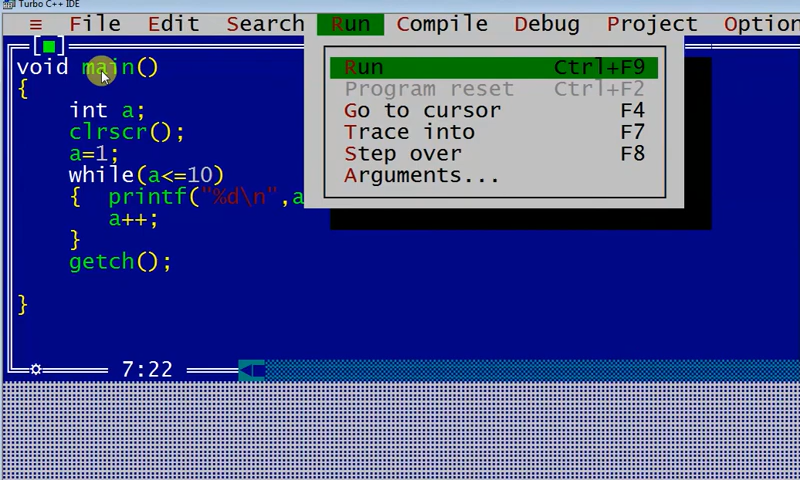 Turbo C++ IDE
≡ File Edit Search Run Compile Debug Project Option
void main()
{
int a;
clrscr();
a=1;
while(a<=10)
{ printf("%d\n",a
a++;
}
getch();
}
7:22
Run Ctrl+F9
Program reset Ctrl+F2
Go to cursor F4
Trace into F7
Step over F8
Arguments...